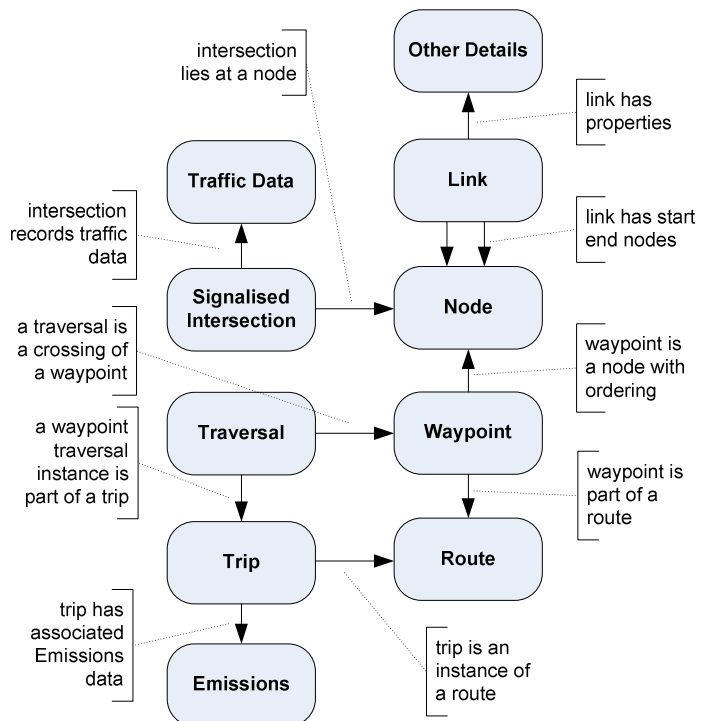 intersection
lies at a node
Other Details
link has
properties
Traffic Data
Link
intersection
records traffic
data
link has start
end nodes
Signalised
Intersection
Node
a traversal is
a crossing of
a waypoint
waypoint is
a node with
ordering
Traversal
Waypoint
a waypoint
traversal
instance is
part of a trip
waypoint is
part of a
route
Trip
Route
trip has
associated
Emissions
data
trip is an
instance of
a route
Emissions